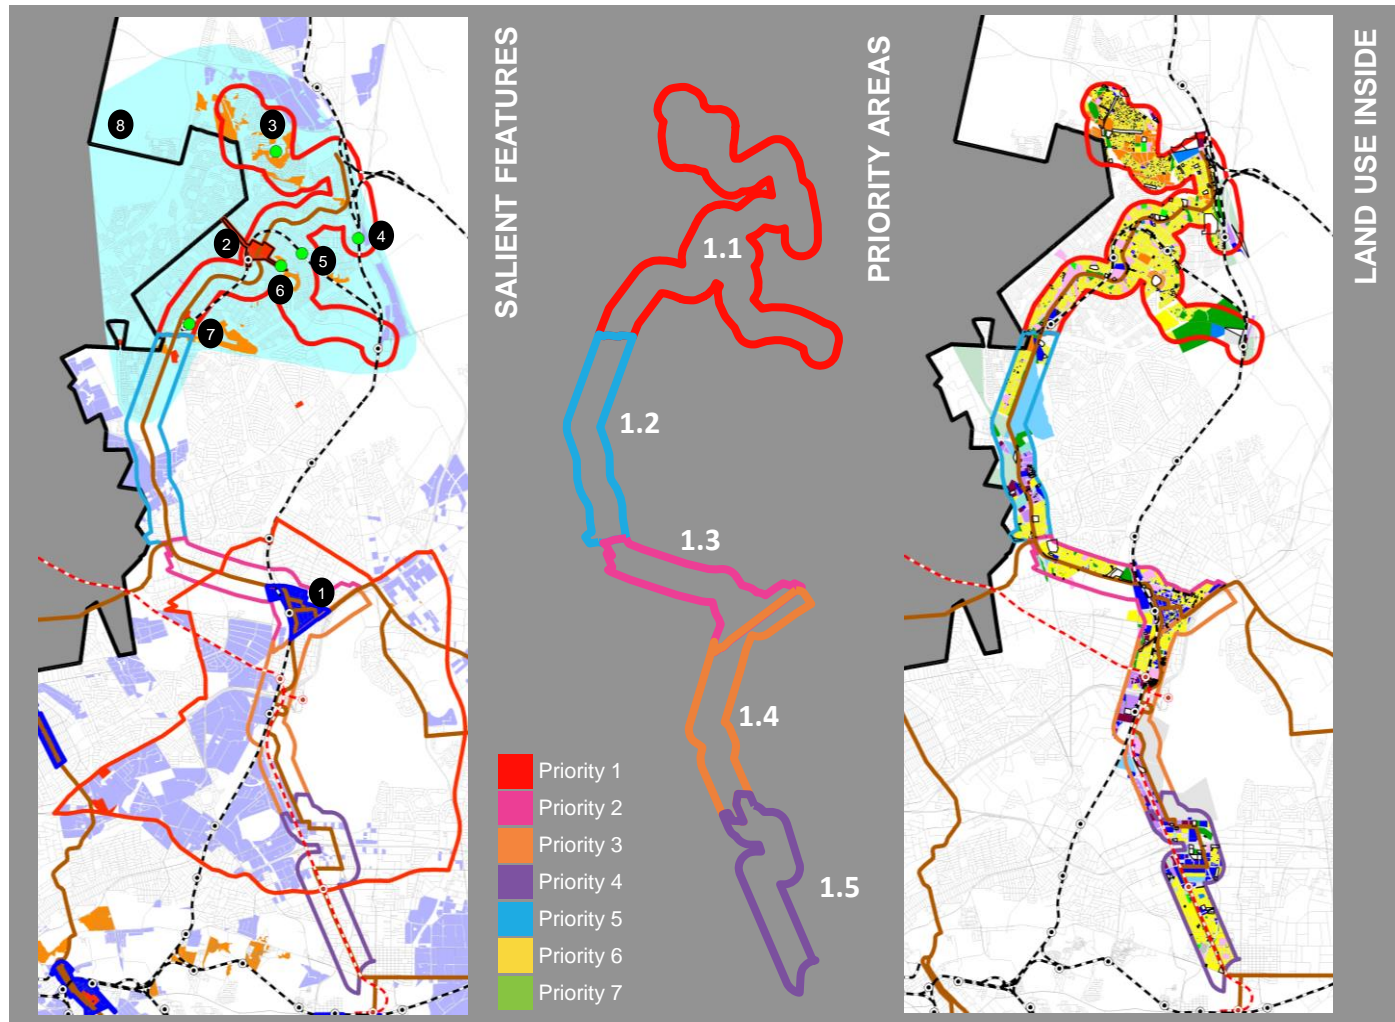 SALIENT FEATURES
PRIORITY AREAS
LAND USE INSIDE
8
3
2
4
5
6
7
1
1.1
1.2
1.3
1.4
1.5
Priority 1
Priority 2
Priority 3
Priority 4
Priority 5
Priority 6
Priority 7